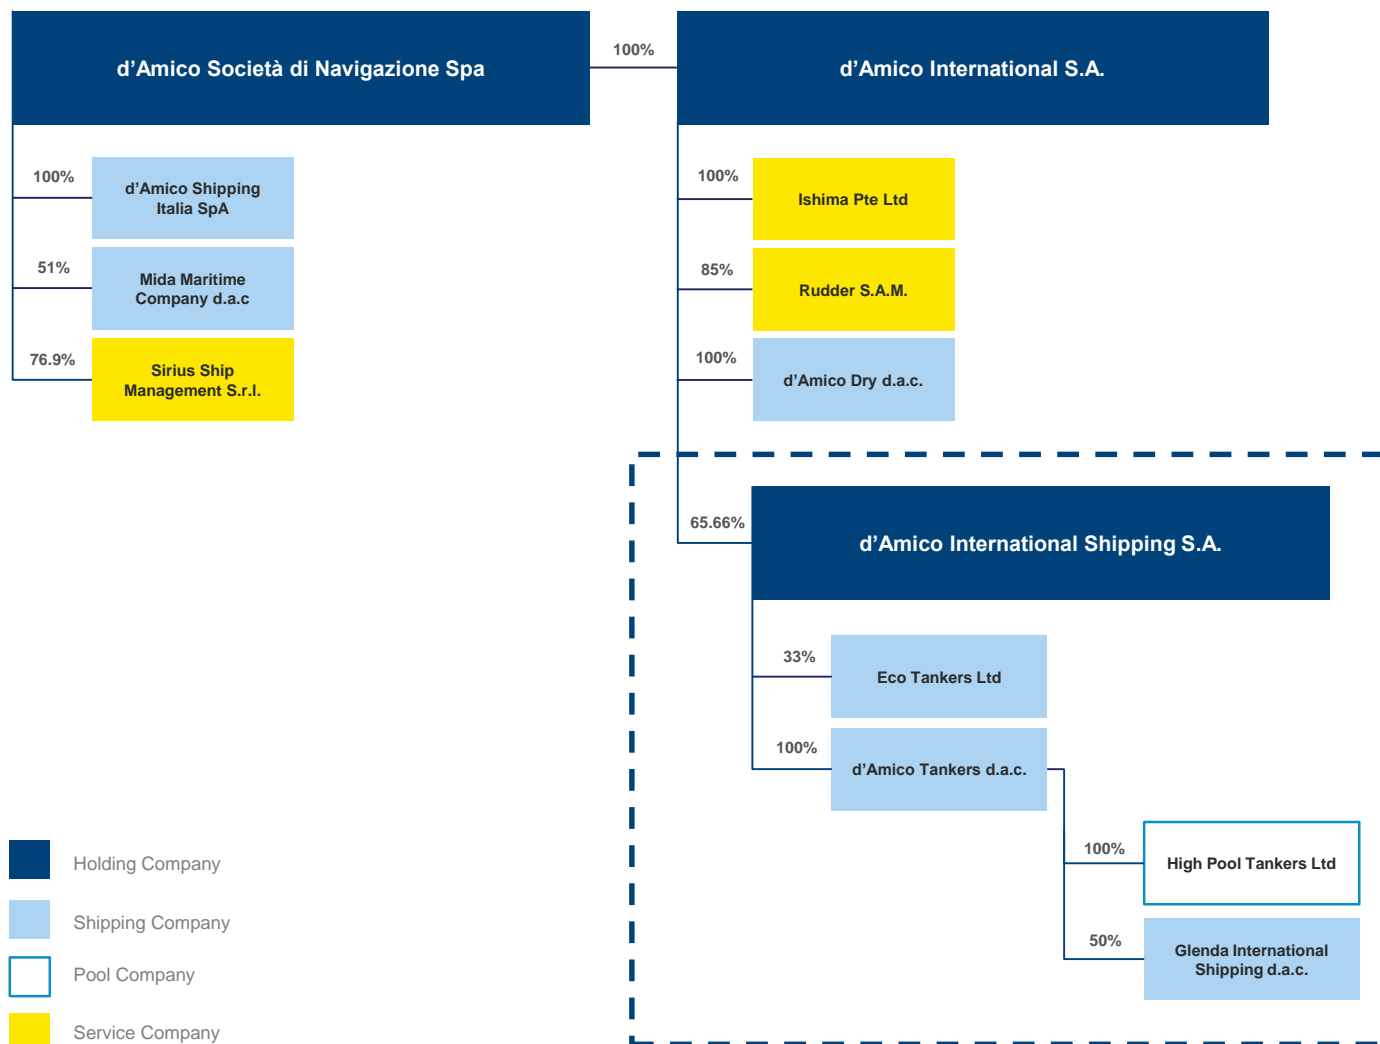 d’Amico Società di Navigazione Spa
100%
d’Amico International S.A.
100%
d’Amico Shipping
Italia SpA
51%
Mida Maritime
Company d.a.c
76.9%
Sirius Ship
Management S.r.l.
100%
Ishima Pte Ltd
85%
Rudder S.A.M.
100%
d’Amico Dry d.a.c.
65.66%
d’Amico International Shipping S.A.
33%
Eco Tankers Ltd
100%
d’Amico Tankers d.a.c.
100%
High Pool Tankers Ltd
50%
Glenda International
Shipping d.a.c.
Holding Company
Shipping Company
Pool Company
Service Company